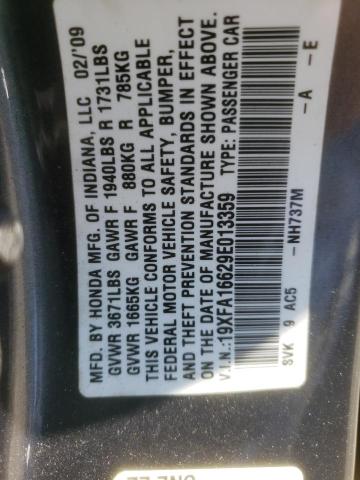 MFD. BY HONDA MFG. OF INDIANA, LLC 02/'09
GVWR 3671LBS GAWR F 1940LBS R 1731LBS
GVWR 1665KG GAWR F 880KG R 785KG
THIS VEHICLE CONFORMS TO ALL APPLICABLE
FEDERAL MOTOR VEHICLE SAFETY, BUMPER,
AND THEFT PREVENTION STANDARDS IN EFFECT
ON THE DATE OF MANUFACTURE SHOWN ABOVE.
V.I.N.:19XFA16629E013359 TYPE: PASSENGER CAR
SVK 9 AC5 -NH737M -A -E